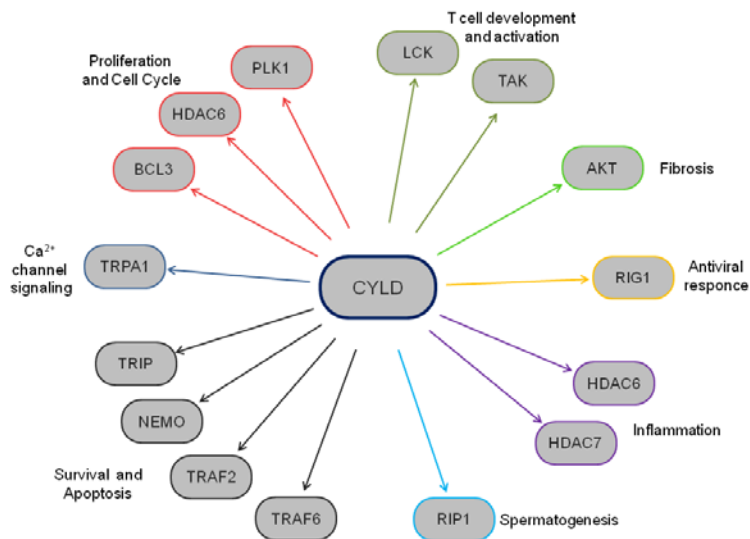 T cell development
and activation
LCK
TAK
Proliferation
and Cell Cycle
PLK1
HDAC6
BCL3
AKT
Fibrosis
Ca²⁺
channel
signaling
TRPA1
CYLD
RIG1
Antiviral
responce
TRIP
NEMO
TRAF2
TRAF6
Survival and
Apoptosis
HDAC6
HDAC7
Inflammation
RIP1
Spermatogenesis